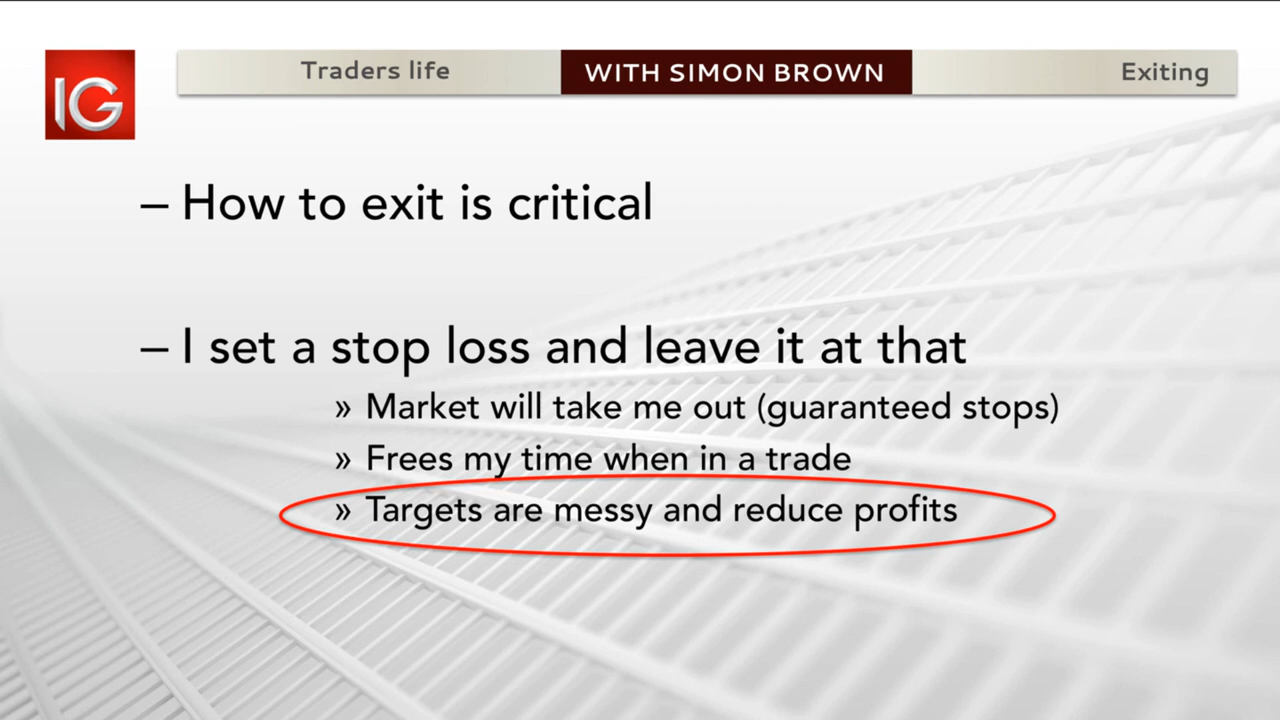 IG
Traders life
WITH SIMON BROWN
Exiting
– How to exit is critical
– I set a stop loss and leave it at that
» Market will take me out (guaranteed stops)
» Frees my time when in a trade
» Targets are messy and reduce profits